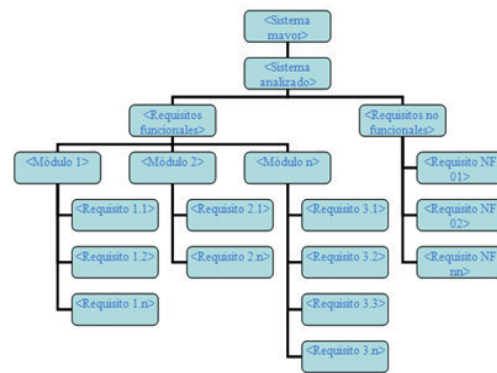 <Sistema
mayor>
<Sistema
analizado>
<Requisitos
funcionales>
<Requisitos no
funcionales>
<Módulo 1>
<Módulo 2>
<Módulo n>
<Requisito NF
01>
<Requisito 1.1>
<Requisito 2.1>
<Requisito 3.1>
<Requisito NF
02>
<Requisito 1.2>
<Requisito 2.n>
<Requisito 3.2>
<Requisito NF
nn>
<Requisito 1.n>
<Requisito 3.3>
<Requisito 3.n>